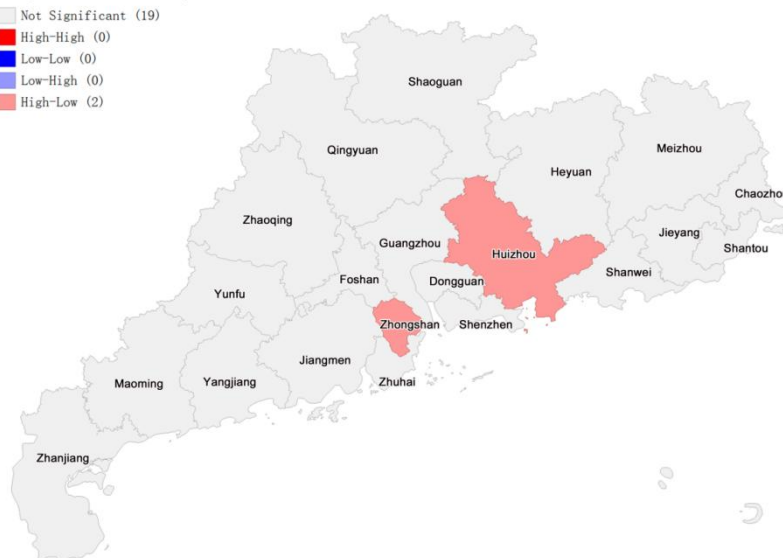 Not Significant (19)
High-High (0)
Low-Low (0)
Low-High (0)
High-Low (2)
Shaoguan
Qingyuan
Heyuan
Meizhou
Chaozho
Zhaoqing
Guangzhou
Huizhou
Jieyang
Shantou
Foshan
Dongguan
Shanwei
Yunfu
Zhongshan
Shenzhen
Jiangmen
Maoming
Yangjiang
Zhuhai
Zhanjiang